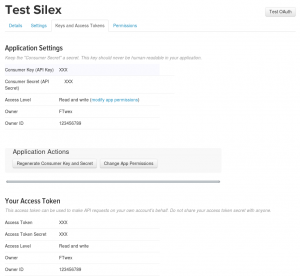 Test Silex
Test OAuth
Details Settings Keys and Access Tokens Permissions
Application Settings
Keep the "Consumer Secret" a secret. This key should never be human-readable in your application.
Consumer Key (API Key) XXX
Consumer Secret (API Secret) XXX
Access Level Read and write (modify app permissions)
Owner FTwex
Owner ID 123456789
Application Actions
Regenerate Consumer Key and Secret Change App Permissions
Your Access Token
This access token can be used to make API requests on your own account's behalf. Do not share your access token secret with anyone.
Access Token XXX
Access Token Secret XXX
Access Level Read and write
Owner FTwex
Owner ID 123456789